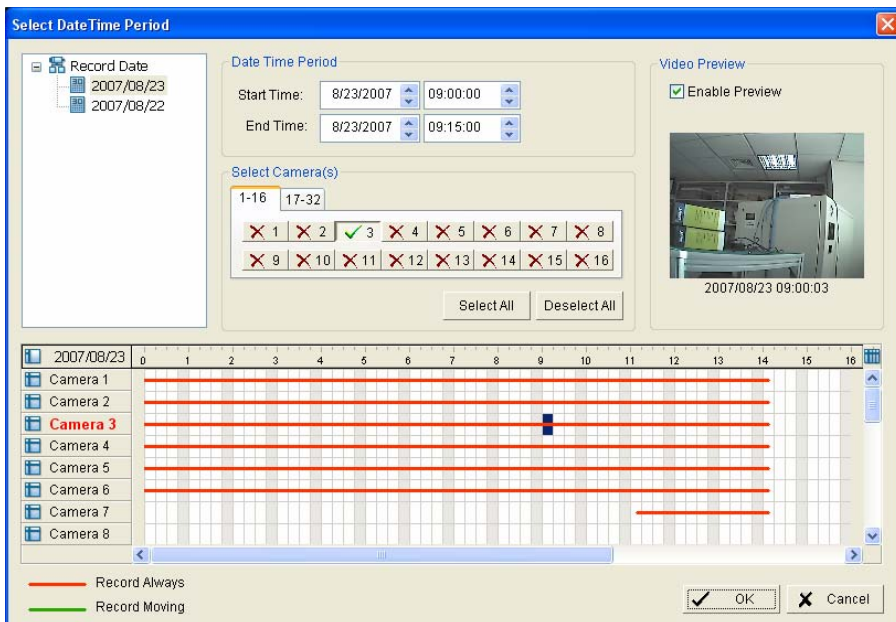 Select DateTime Period
Record Date
2007/08/23
2007/08/22
Date Time Period
Start Time: 8/23/2007 09:00:00
End Time: 8/23/2007 09:15:00
Select Camera(s)
1-16 17-32
1 2 3 4 5 6 7 8
9 10 11 12 13 14 15 16
Select All Deselect All
Video Preview
Enable Preview
2007/08/23 09:00:03
2007/08/23 0 1 2 3 4 5 6 7 8 9 10 11 12 13 14 15 16
Camera 1
Camera 2
Camera 3
Camera 4
Camera 5
Camera 6
Camera 7
Camera 8
Record Always
Record Moving
OK Cancel